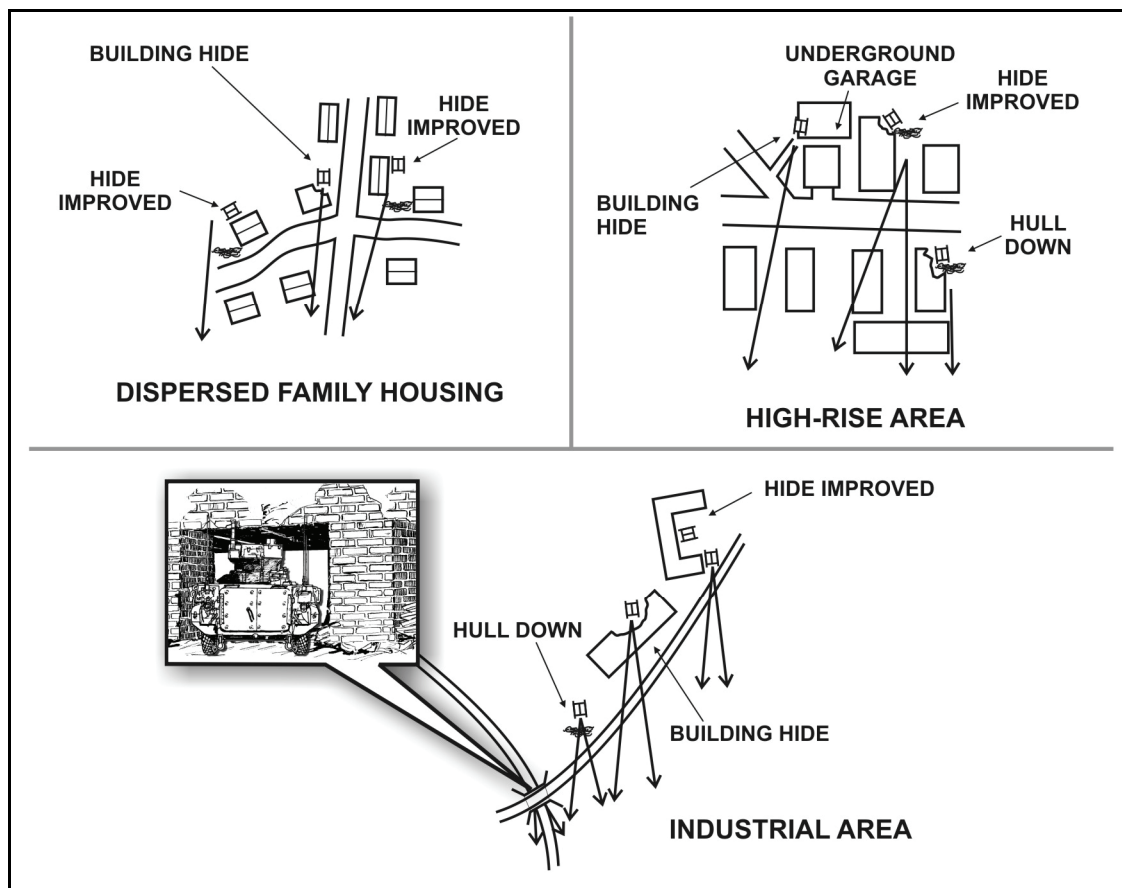 BUILDING HIDE
HIDE
IMPROVED
HIDE
IMPROVED
DISPERSED FAMILY HOUSING
UNDERGROUND
GARAGE
HIDE
IMPROVED
BUILDING
HIDE
HULL
DOWN
HIGH-RISE AREA
HIDE IMPROVED
HULL DOWN
BUILDING HIDE
INDUSTRIAL AREA